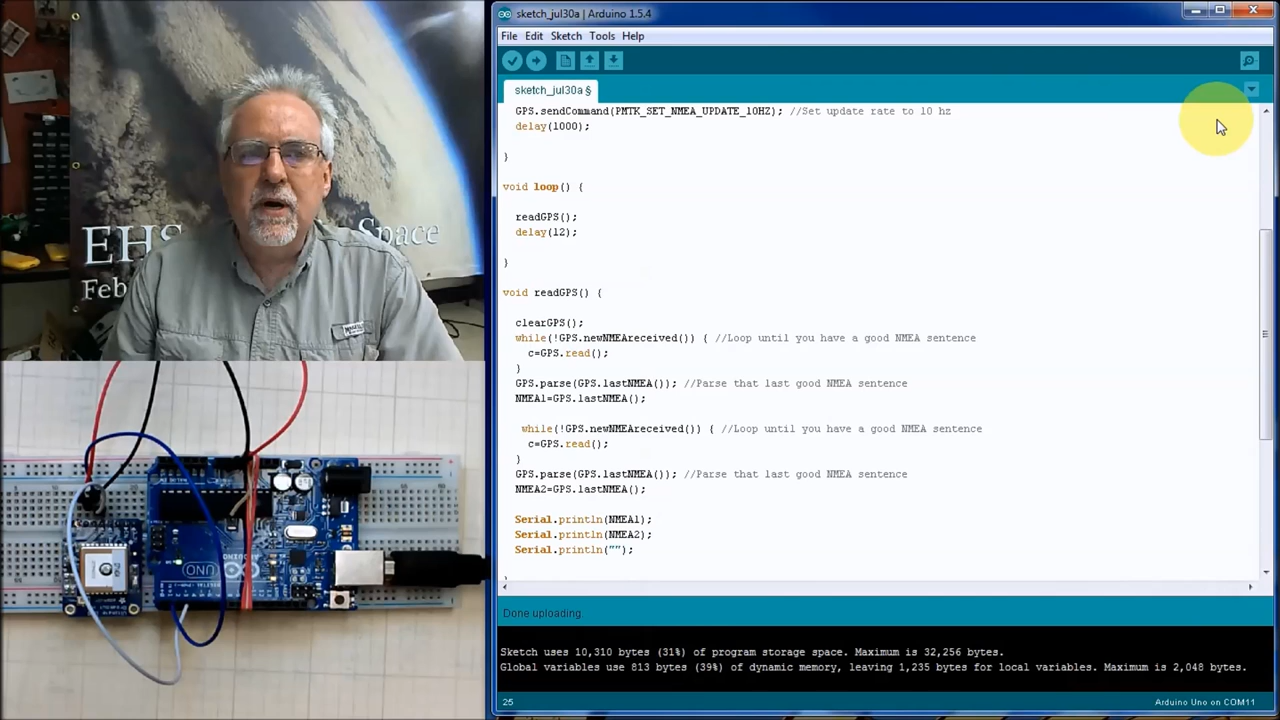 EHS
Space
Feb
UNO
sketch_jul30a | Arduino 1.5.4
File Edit Sketch Tools Help
sketch_jul30a §
GPS.sendCommand(PMTK_SET_NMEA_UPDATE_10HZ); //Set update rate to 10 hz
delay(1000);
}
void loop() {
readGPS();
delay(12);
}
void readGPS() {
clearGPS();
while(!GPS.newNMEAreceived()) { //Loop until you have a good NMEA sentence
c=GPS.read();
}
GPS.parse(GPS.lastNMEA()); //Parse that last good NMEA sentence
NMEA1=GPS.lastNMEA();
while(!GPS.newNMEAreceived()) { //Loop until you have a good NMEA sentence
c=GPS.read();
}
GPS.parse(GPS.lastNMEA()); //Parse that last good NMEA sentence
NMEA2=GPS.lastNMEA();
Serial.println(NMEA1);
Serial.println(NMEA2);
Serial.println("");
Done uploading.
Sketch uses 10,310 bytes (31%) of program storage space. Maximum is 32,256 bytes.
Global variables use 813 bytes (39%) of dynamic memory, leaving 1,235 bytes for local variables. Maximum is 2,048 bytes.
25
Arduino Uno on COM11